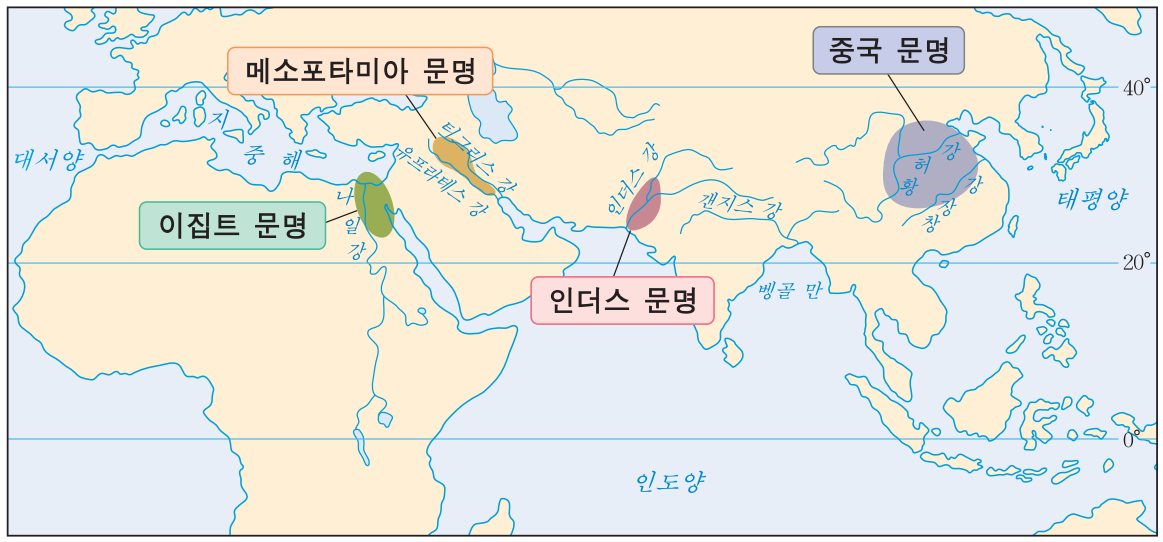 메소포타미아 문명
중국 문명
40°
지
중 해
대서양
티그리스 강
유프라테스 강
인더스 강
갠지스 강
황 허 강
창 장 강
태평양
나일 강
이집트 문명
20°
인더스 문명
벵골 만
0°
인도양